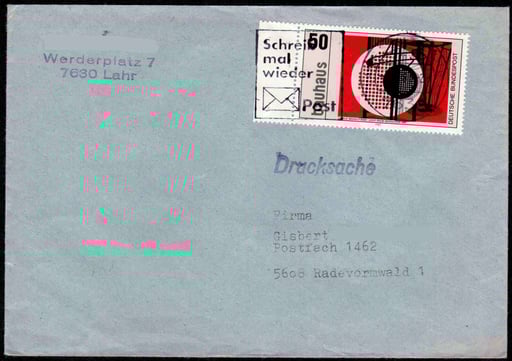 Werderplatz 7
7630 Lahr
50
Schreib
mal
wieder
Post
bauhaus
DEUTSCHE BUNDESPOST
Drucksache
Firma
Gisbert
Postfach 1462
5608 Radevormwald 1